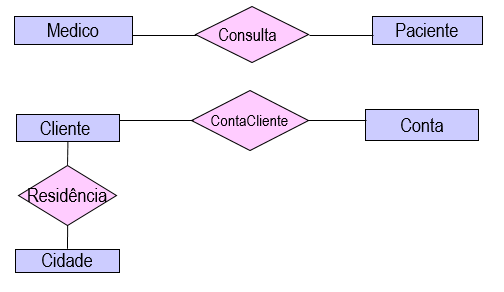 Medico
Consulta
Paciente
Cliente
ContaCliente
Conta
Residência
Cidade